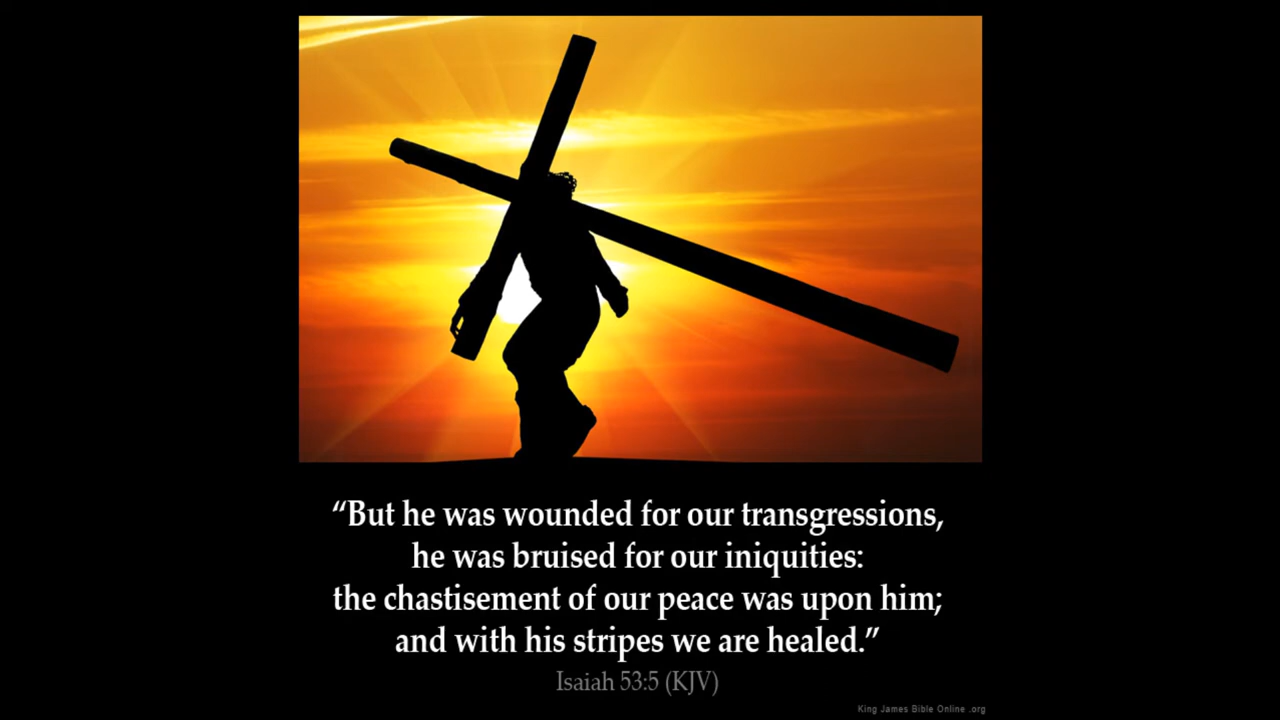 “But he was wounded for our transgressions,
he was bruised for our iniquities:
the chastisement of our peace was upon him;
and with his stripes we are healed.”
Isaiah 53:5 (KJV)
King James Bible Online .org